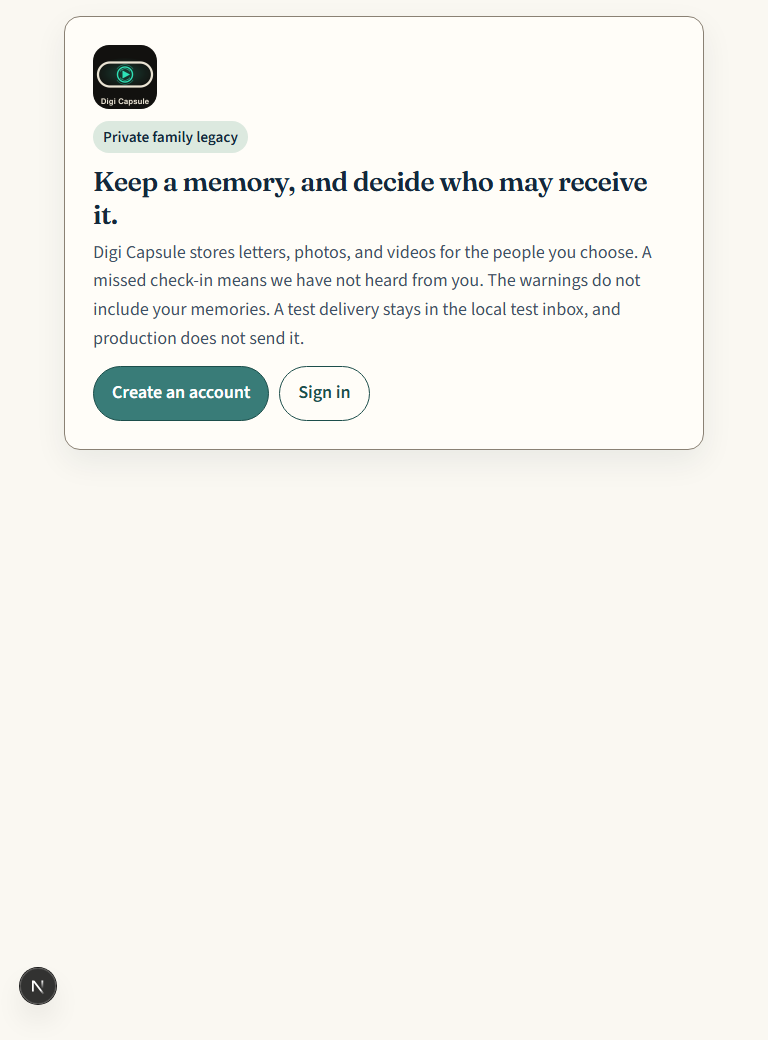 Digi Capsule
Private family legacy
Keep a memory, and decide who may receive
it.
Digi Capsule stores letters, photos, and videos for the people you choose. A
missed check-in means we have not heard from you. The warnings do not
include your memories. A test delivery stays in the local test inbox, and
production does not send it.
Create an account
Sign in
N